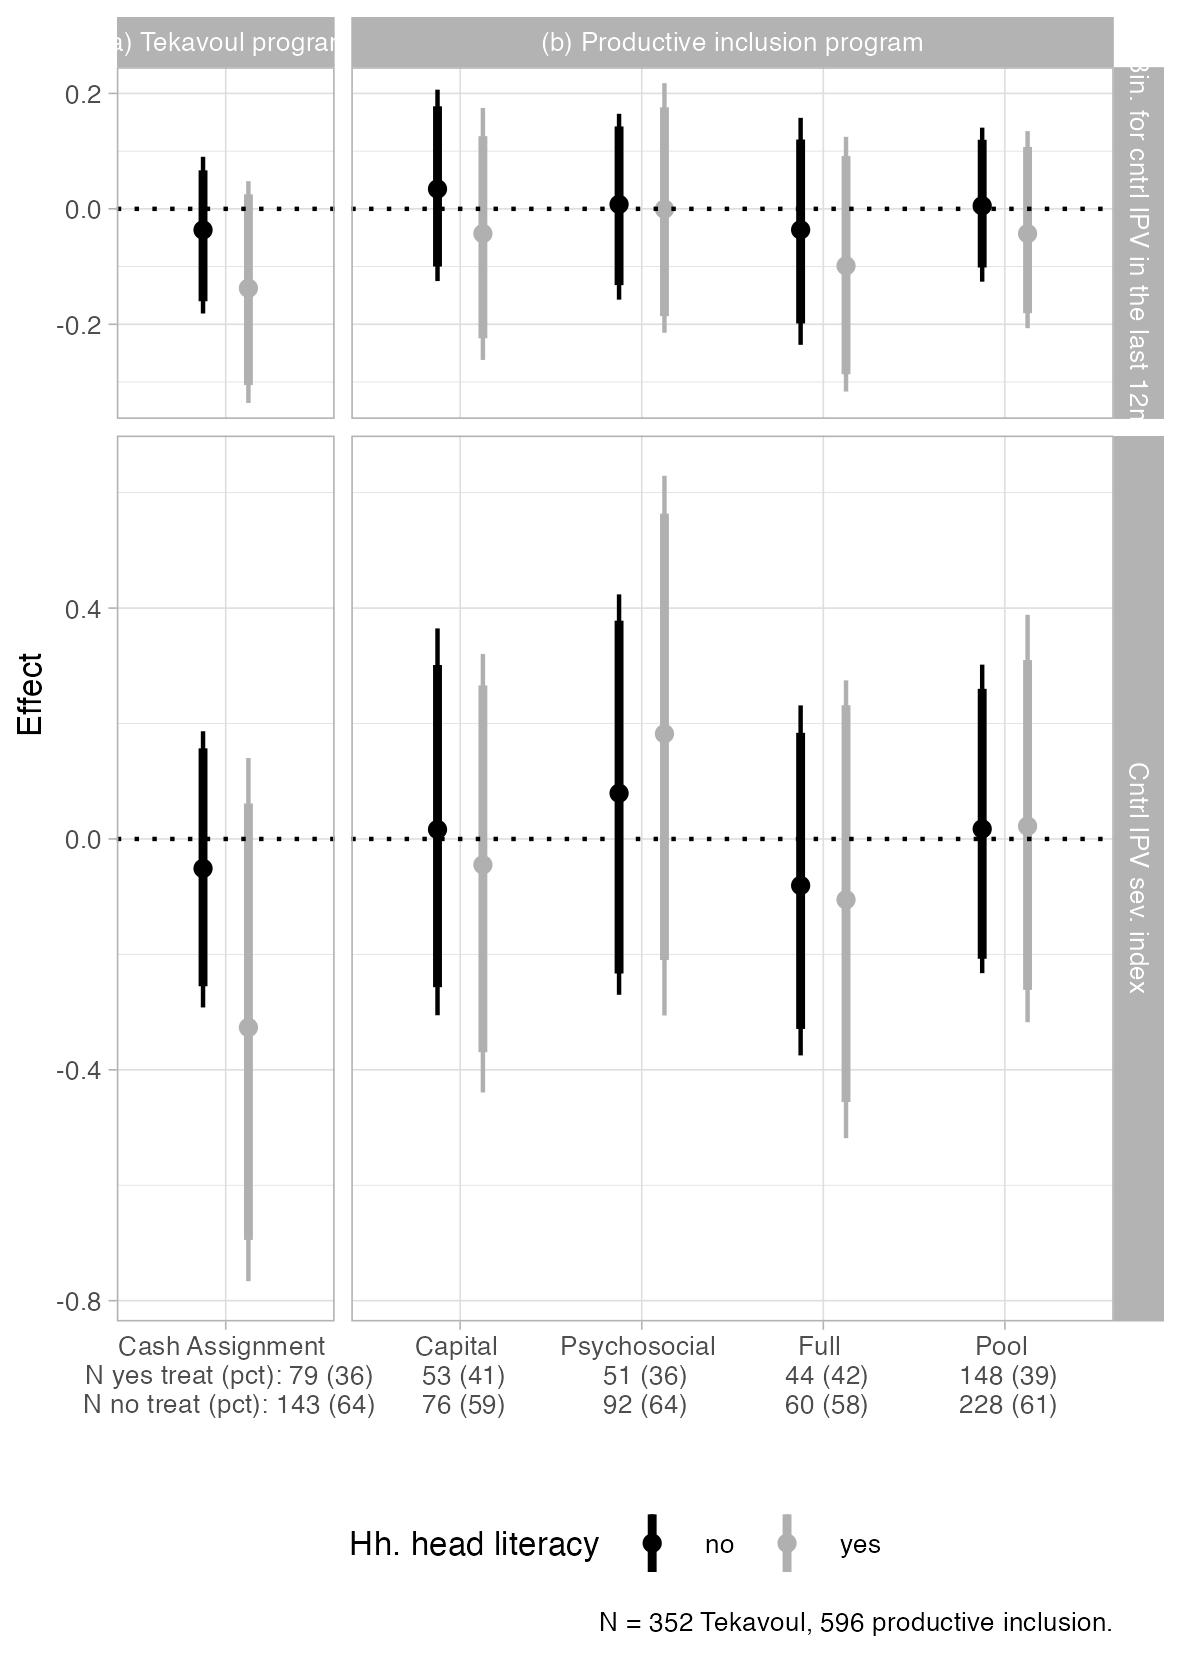 a) Tekavoul progra
(b) Productive inclusion program
Bin. for cntrl IPV in the last 12
0.2
0.0
-0.2
Effect
0.4
0.0
-0.4
-0.8
Cntrl IPV sev. index
Cash Assignment Capital Psychosocial Full Pool
N yes treat (pct): 79 (36) 53 (41) 51 (36) 44 (42) 148 (39)
N no treat (pct): 143 (64) 76 (59) 92 (64) 60 (58) 228 (61)
Hh. head literacy no yes
N = 352 Tekavoul, 596 productive inclusion.